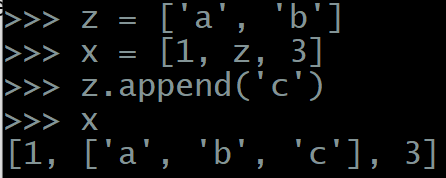 >>> z = ['a', 'b']
>>> x = [1, z, 3]
>>> z.append('c')
>>> x
[1, ['a', 'b', 'c'], 3]